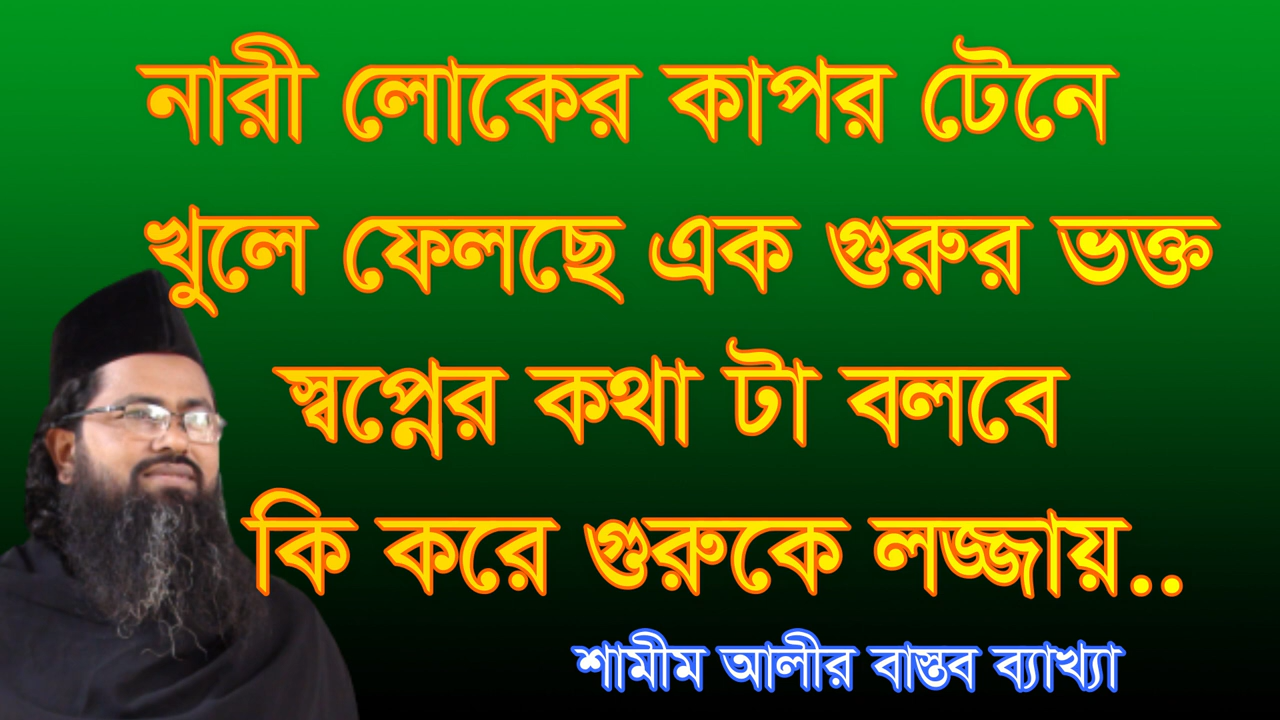 নারী লোকের কাপর টেনে
খুলে ফেলছে এক গুরুর ভক্ত
স্বপ্নের কথা টা বলবে
কি করে গুরুকে লজ্জায়..
শামীম আলীর বাস্তব ব্যাখ্যা